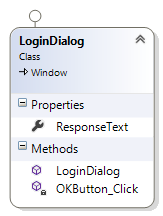 LoginDialog
Class
Window
Properties
ResponseText
Methods
LoginDialog
OKButton_Click